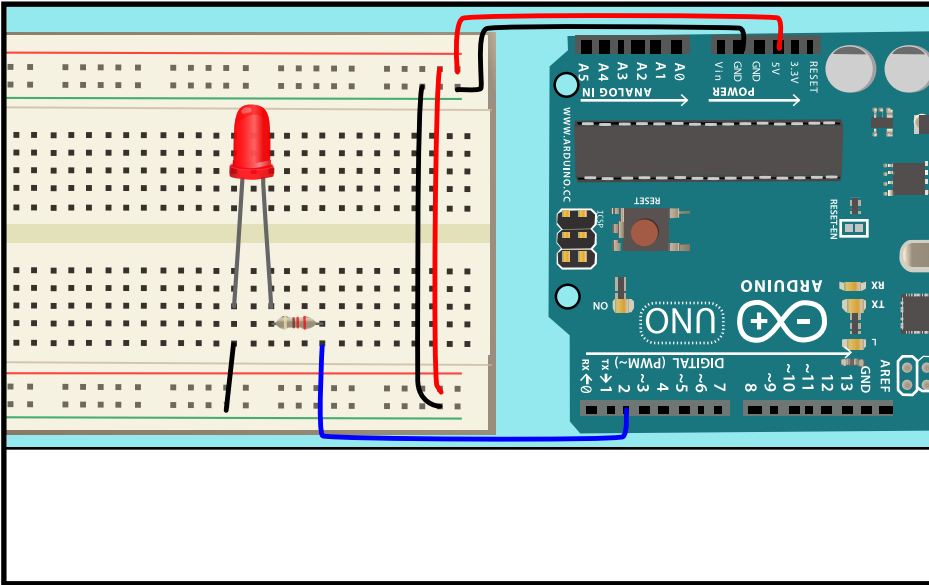 A5 A4 A3 A2 A1 A0
Vin GND GND 5V 3.3V RESET
ANALOG IN
POWER
WWW.ARDUINO.CC
RESET
ICSP
RESET-EN
ON
UNO
ARDUINO
RX
TX
L
DIGITAL (PWM~)
RX 0 TX 1 2 ~3 4 ~5 ~6 7
8 ~9 ~10 ~11 12 13 GND AREF